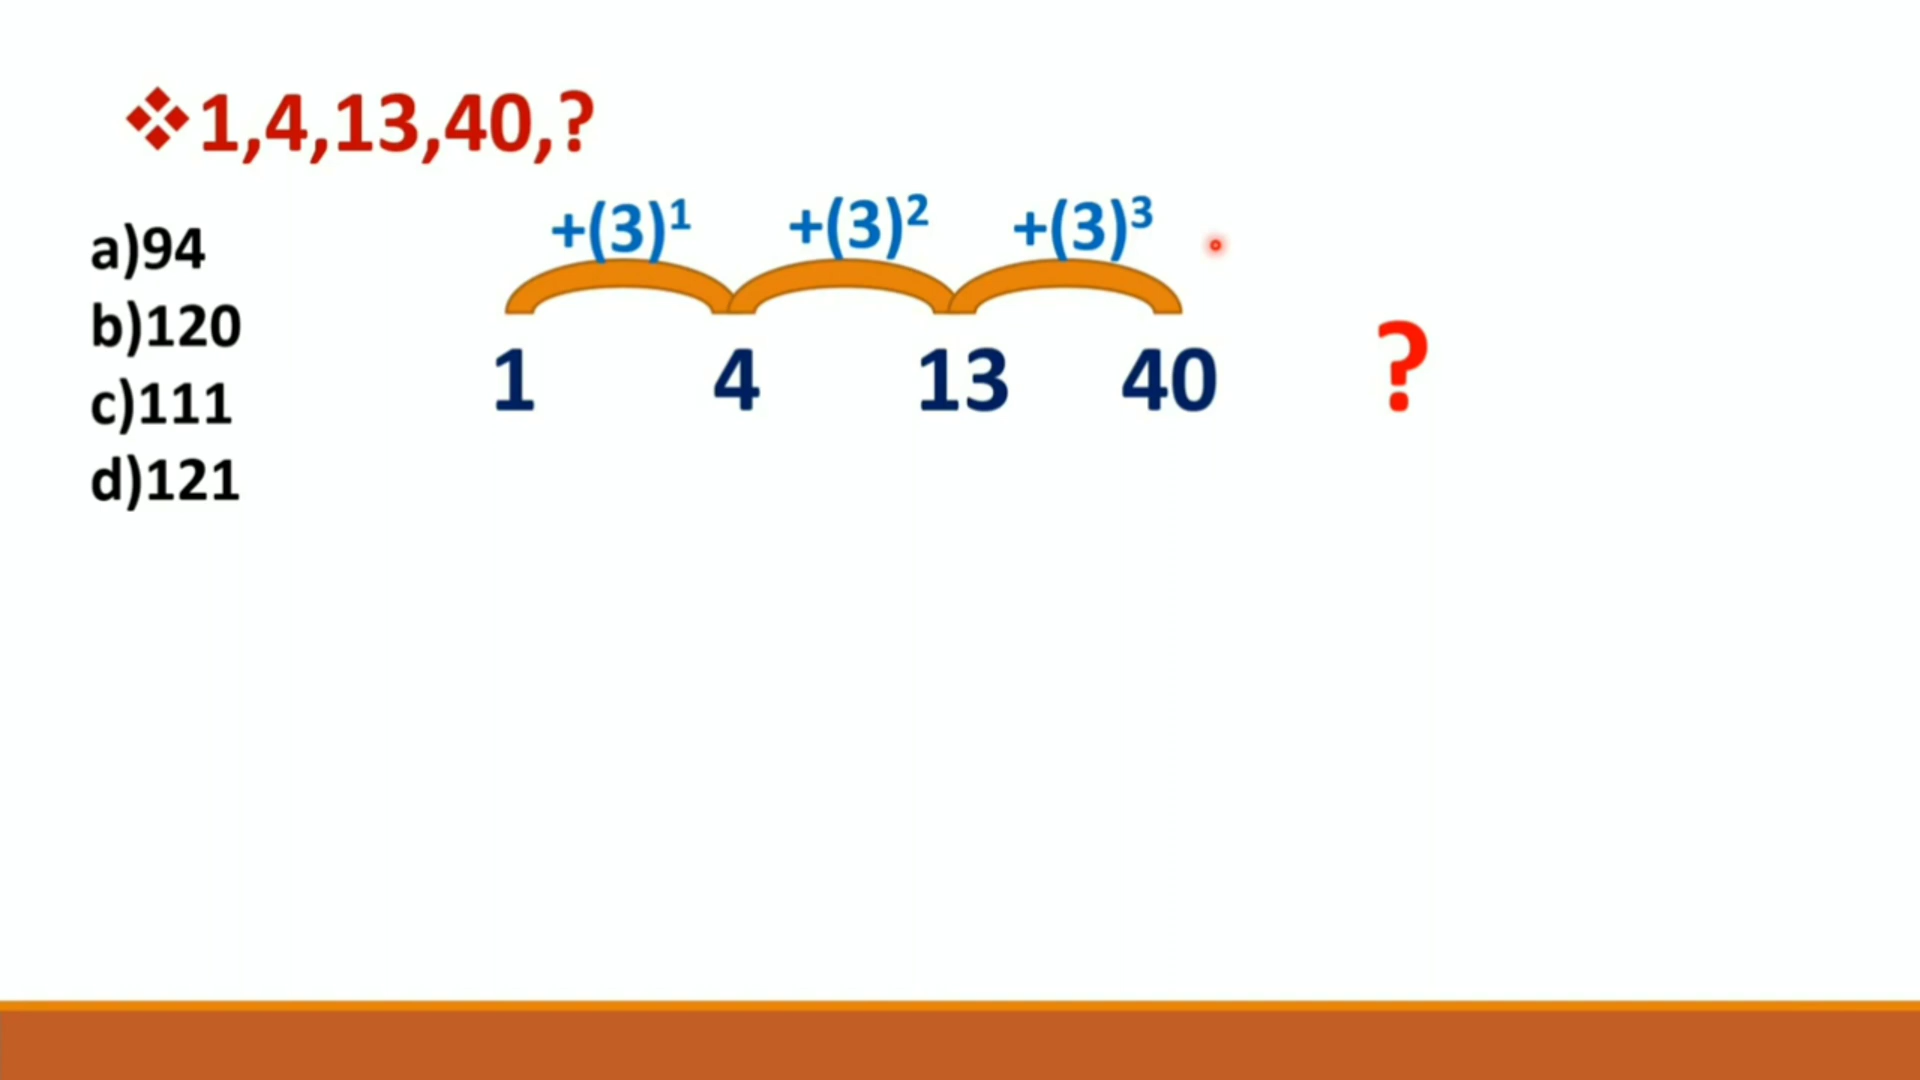 ❖1,4,13,40,?
a)94
b)120
c)111
d)121
+(3)¹ +(3)² +(3)³
1 4 13 40 ?